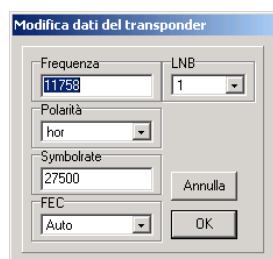 Modifica dati del transponder
Frequenza
11758
LNB
1
Polarità
hor
Symbolrate
27500
FEC
Auto
Annulla
OK